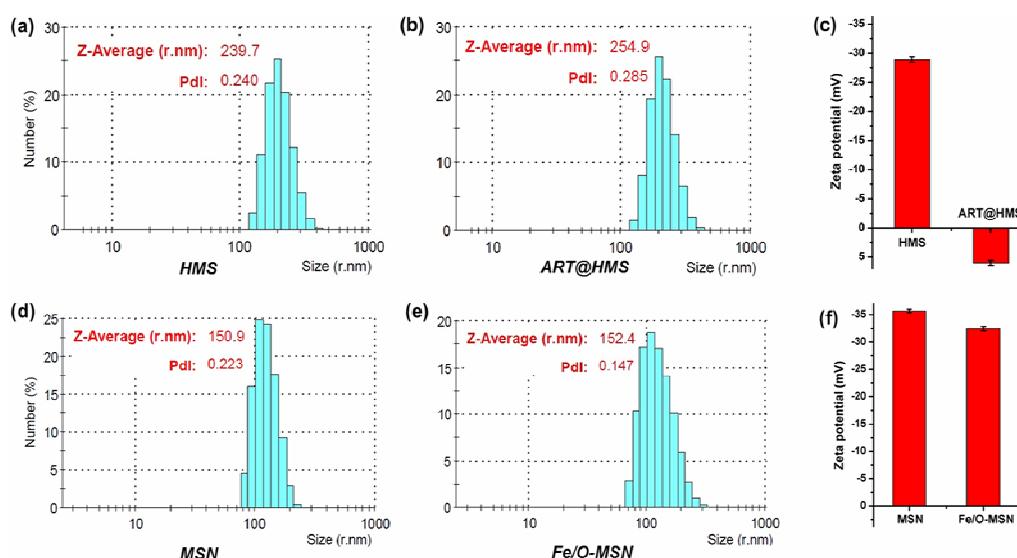 (a)
30
Z-Average (r.nm): 239.7
PdI: 0.240
20
10
0
Number (%)
10
100
1000
HMS
Size (r.nm)
(b)
30
Z-Average (r.nm): 254.9
PdI: 0.285
20
10
0
10
100
1000
ART@HMS
Size (r.nm)
(c)
-35
-30
-25
-20
-15
-10
-5
0
5
Zeta potential (mV)
HMS
ART@HMS
(d)
25
Z-Average (r.nm): 150.9
PdI: 0.223
20
15
10
5
0
Number (%)
10
100
1000
MSN
Size (r.nm)
(e)
20
Z-Average (r.nm): 152.4
PdI: 0.147
15
10
5
0
10
100
1000
Fe/O-MSN
Size (r.nm)
(f)
-35
-30
-25
-20
-15
-10
-5
0
Zeta potential (mV)
MSN
Fe/O-MSN